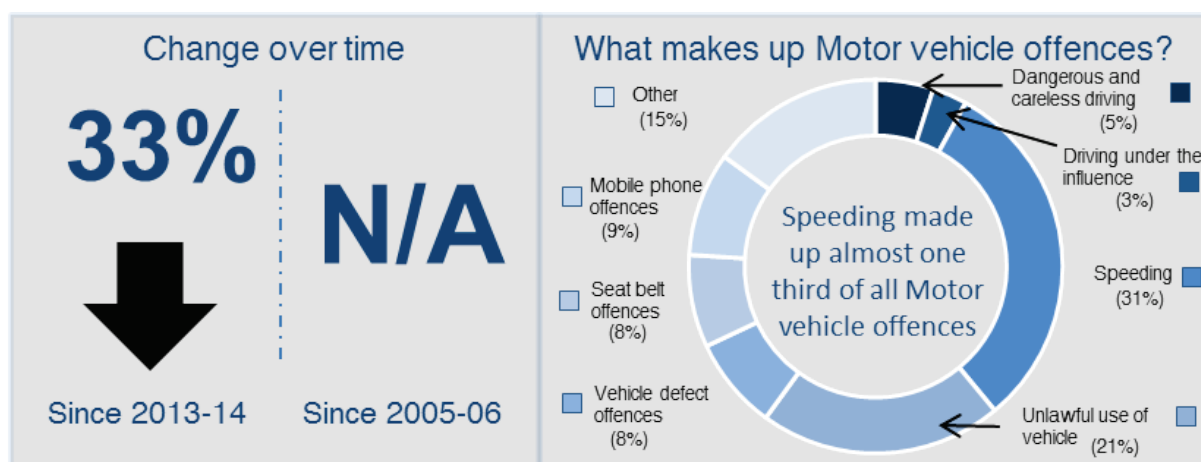 Change over time
33%
N/A
Since 2013-14
Since 2005-06
What makes up Motor vehicle offences?
Other
(15%)
Mobile phone
offences
(9%)
Seat belt
offences
(8%)
Vehicle defect
offences
(8%)
Speeding made
up almost one
third of all Motor
vehicle offences
Dangerous and
careless driving
(5%)
Driving under the
influence
(3%)
Speeding
(31%)
Unlawful use of
vehicle (21%)